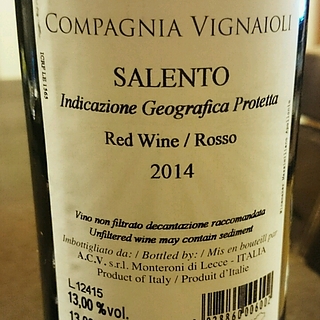 COMPAGNIA VIGNAIOLI
SALENTO
Indicazione Geografica Protetta
Red Wine / Rosso
2014
Vino non filtrato decantazione raccomandata
Unfiltered wine may contain sediment
Imbottigliato da: / Bottled by: / Mis en bouteille par
A.C.V. s.r.l. Monteroni di Lecce - ITALIA
Product of Italy / Produit d'Italie
L12415
13,00 % vol.